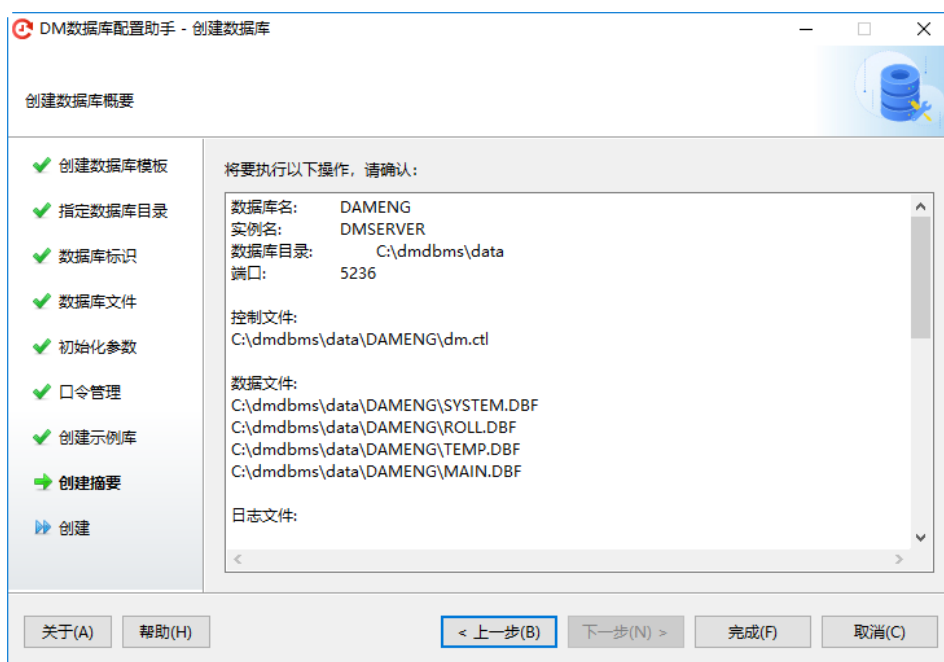 DM数据库配置助手 - 创建数据库
创建数据库概要
创建数据库模板
指定数据库目录
数据库标识
数据库文件
初始化参数
口令管理
创建示例库
创建摘要
创建
将要执行以下操作，请确认：
数据库名: DAMENG
实例名: DMSERVER
数据库目录: C:\dmdbms\data
端口: 5236
控制文件:
C:\dmdbms\data\DAMENG\dm.ctl
数据文件:
C:\dmdbms\data\DAMENG\SYSTEM.DBF
C:\dmdbms\data\DAMENG\ROLL.DBF
C:\dmdbms\data\DAMENG\TEMP.DBF
C:\dmdbms\data\DAMENG\MAIN.DBF
日志文件:
关于(A) 帮助(H) < 上一步(B) 下一步(N) > 完成(F) 取消(C)